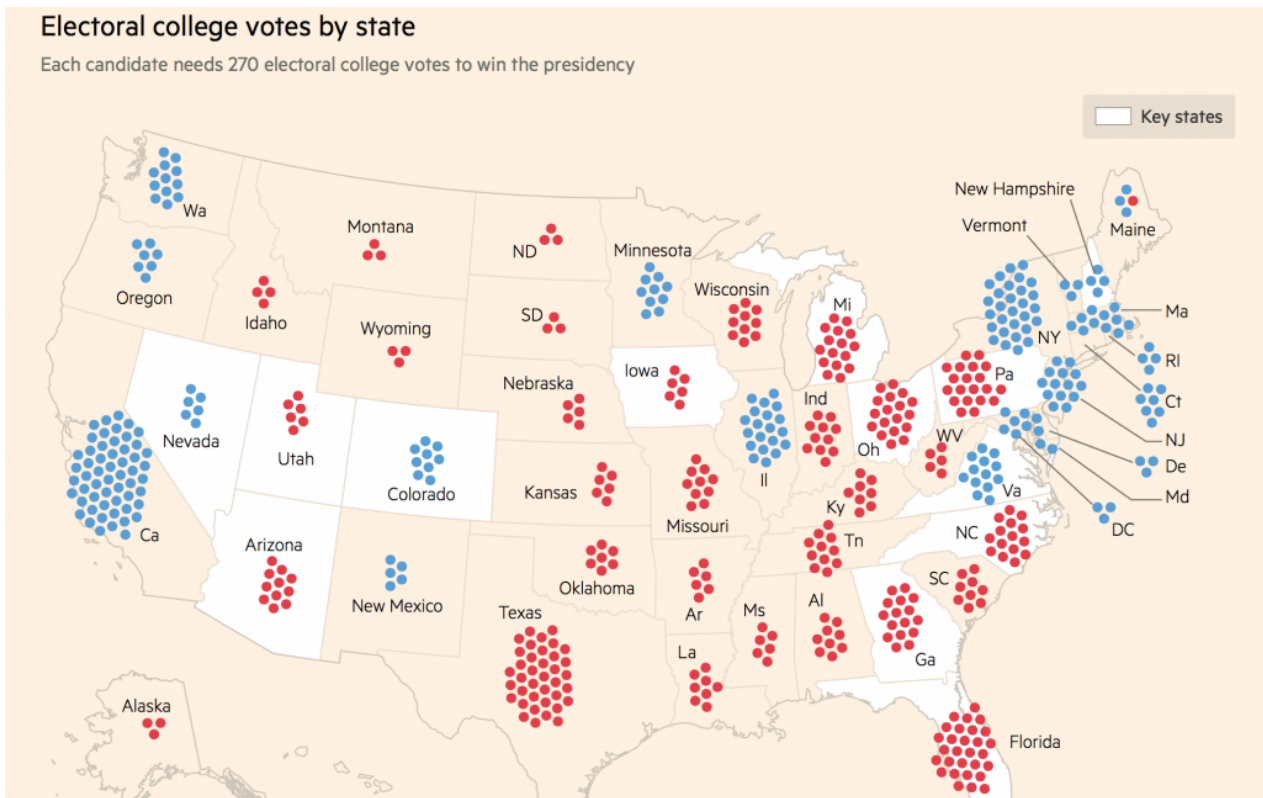 Electoral college votes by state
Each candidate needs 270 electoral college votes to win the presidency
Key states
New Hampshire
Vermont
Maine
Wa
Montana
ND
Minnesota
Oregon
Idaho
Wyoming
SD
Wisconsin
Mi
NY
Ma
RI
Ct
NJ
De
Md
DC
Nevada
Utah
Colorado
Nebraska
Iowa
Il
Ind
Oh
Pa
WV
Va
Ca
Kansas
Missouri
Ky
NC
Arizona
New Mexico
Oklahoma
Ar
Tn
SC
Texas
La
Ms
Al
Ga
Alaska
Florida